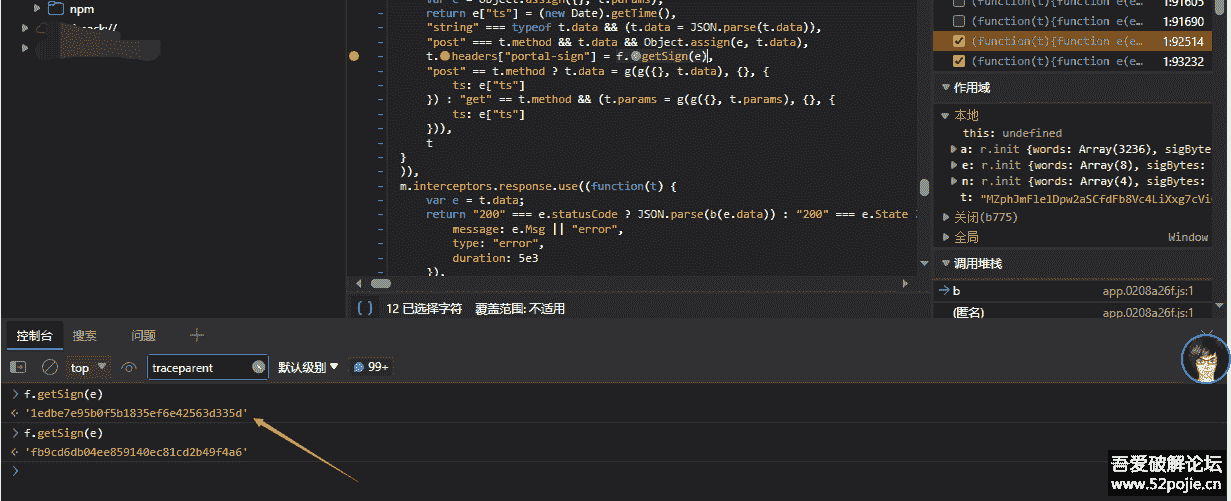 npm
var e = Object.assign({}, t.params);
return e["ts"] = (new Date).getTime(),
"string" === typeof t.data && (t.data = JSON.parse(t.data)),
"post" === t.method && t.data && Object.assign(e, t.data),
t.headers["portal-sign"] = f.getSign(e),
"post" == t.method ? t.data = g(g({}, t.data), {}, {
ts: e["ts"]
}) : "get" == t.method && (t.params = g(g({}, t.params), {}, {
ts: e["ts"]
})),
t
}
)),
m.interceptors.response.use((function(t) {
var e = t.data;
return "200" === e.statusCode ? JSON.parse(b(e.data)) : "200" === e.State ?
message: e.Msg || "error",
type: "error",
duration: 5e3
}),
{ } 12 已选择字符 覆盖范围: 不适用
(function(t){function e(e… 1:91605
(function(t){function e(e… 1:91690
(function(t){function e(e… 1:92514
(function(t){function e(e… 1:93232
作用域
本地
this: undefined
a: r.init {words: Array(3236), sigByte
e: r.init {words: Array(8), sigBytes:
n: r.init {words: Array(4), sigBytes:
关闭(b775)
全局 Window
调用堆栈
b app.0208a26f.js:1
(匿名) app.0208a26f.js:1
控制台 搜索 问题
top traceparent 默认级别 99+
f.getSign(e)
'1edbe7e95b0f5b1835ef6e42563d335d'
f.getSign(e)
'fb9cd6db04ee859140ec81cd2b49f4a6'
吾爱破解论坛
www.52pojie.cn